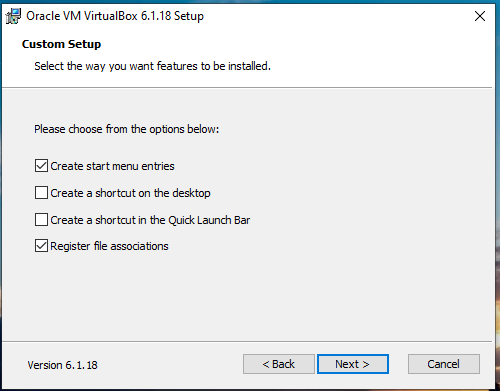 Oracle VM VirtualBox 6.1.18 Setup
Custom Setup
Select the way you want features to be installed.
Please choose from the options below:
Create start menu entries
Create a shortcut on the desktop
Create a shortcut in the Quick Launch Bar
Register file associations
Version 6.1.18
< Back
Next >
Cancel